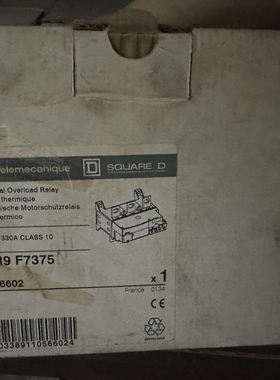 elemecanique
D SQUARE D
al Overload Relay
thermique
ische Motorschutzrelais
ermico
330A CLASS 10
9 F7375
6602
x 1
France 0134
CE
03389110566024